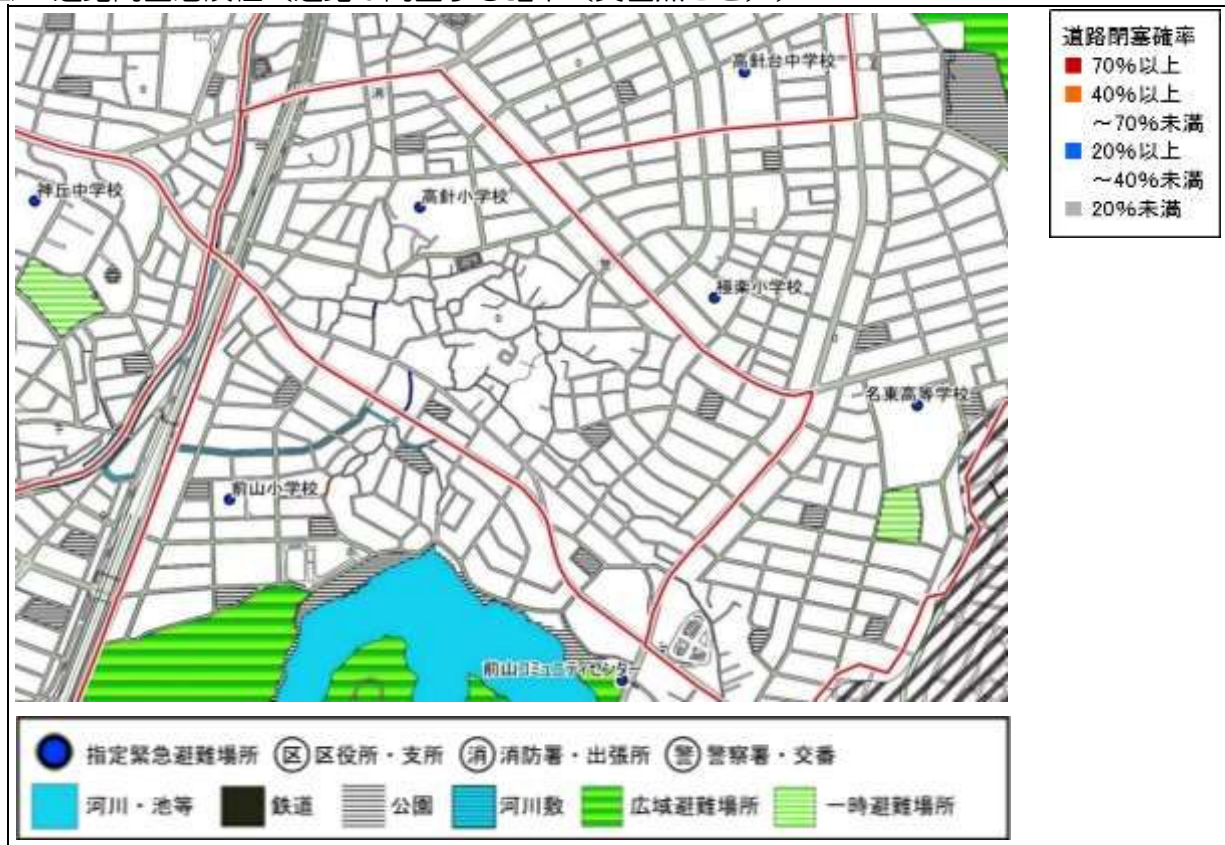 道路閉塞確率
70%以上
40%以上
～70%未満
20%以上
～40%未満
20%未満
高針台中学校
神丘中学校
高針小学校
極楽小学校
名東高等学校
前山小学校
前山コミュニティセンター
指定緊急避難場所 区 区役所・支所 消 消防署・出張所 警 警察署・交番
河川・池等 鉄道 公園 河川敷 広域避難場所 一時避難場所